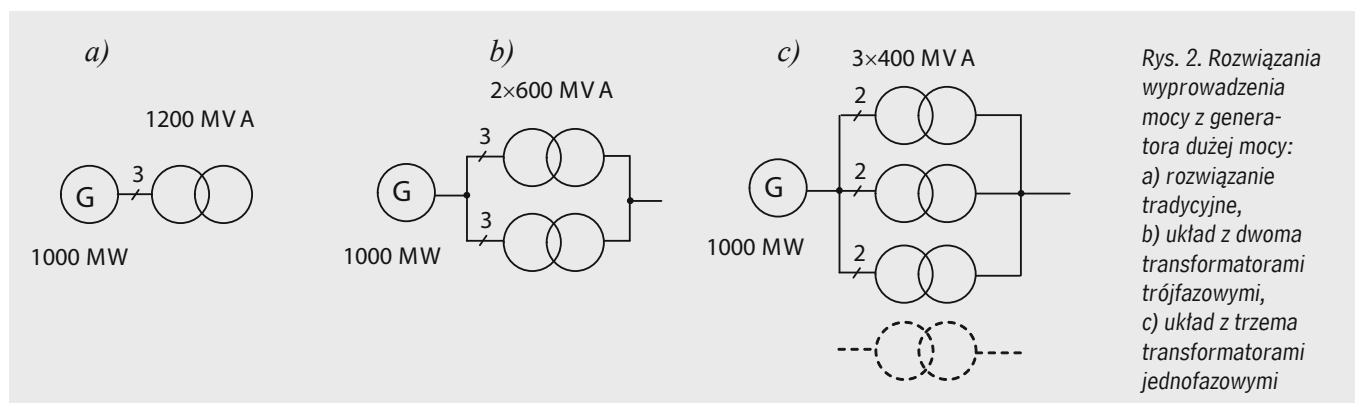 a)
1200 MV A
3
G
1000 MW
b)
2×600 MV A
3
G
3
1000 MW
c)
3×400 MV A
2
2
G
2
1000 MW
Rys. 2. Rozwiązania
wyprowadzenia
mocy z genera-
tora dużej mocy:
a) rozwiązanie
tradycyjne,
b) układ z dwoma
transformatorami
trójfazowymi,
c) układ z trzema
transformatorami
jednofazowymi